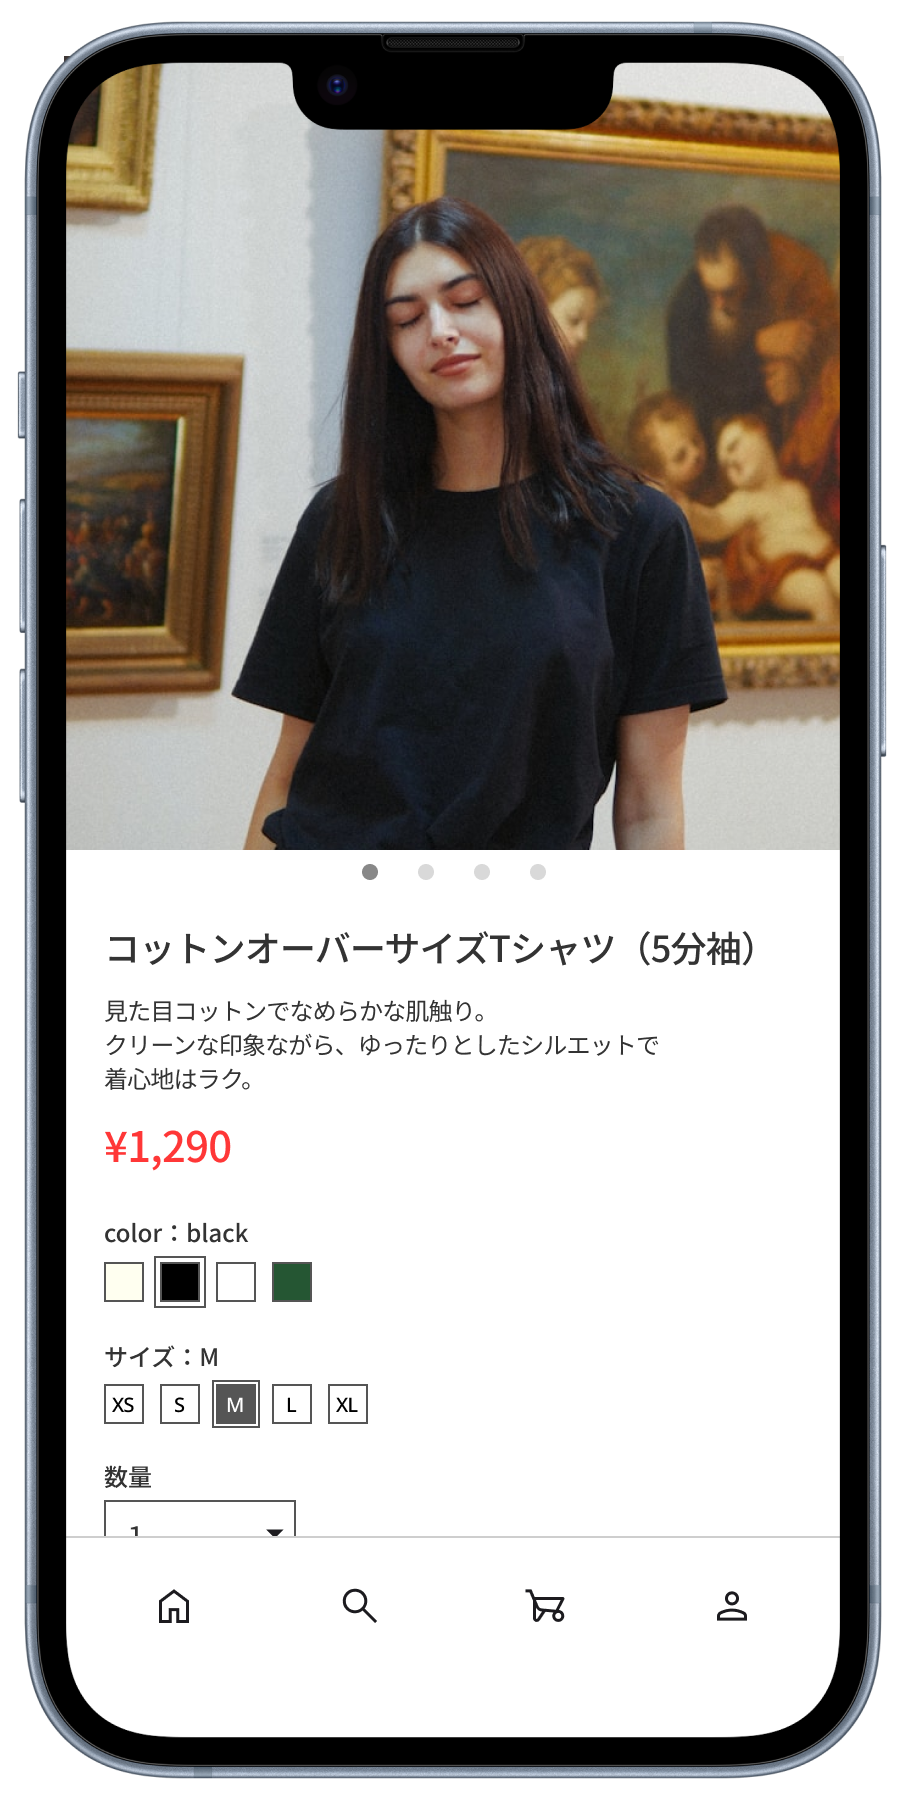 コットンオーバーサイズTシャツ（5分袖）
見た目コットンでなめらかな肌触り。
クリーンな印象ながら、ゆったりとしたシルエットで
着心地はラク。
¥1,290
color：black
サイズ：M
XS S M L XL
数量
1